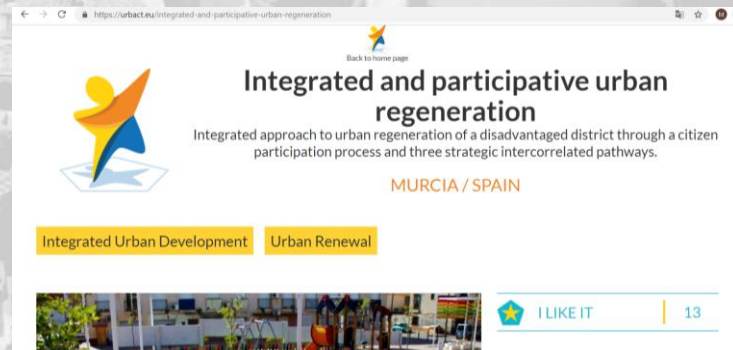 https://urbact.eu/integrated-and-participative-urban-regeneration
M
Back to home page
Integrated and participative urban
regeneration
Integrated approach to urban regeneration of a disadvantaged district through a citizen
participation process and three strategic intercorrelated pathways.
MURCIA / SPAIN
Integrated Urban Development Urban Renewal
I LIKE IT 13